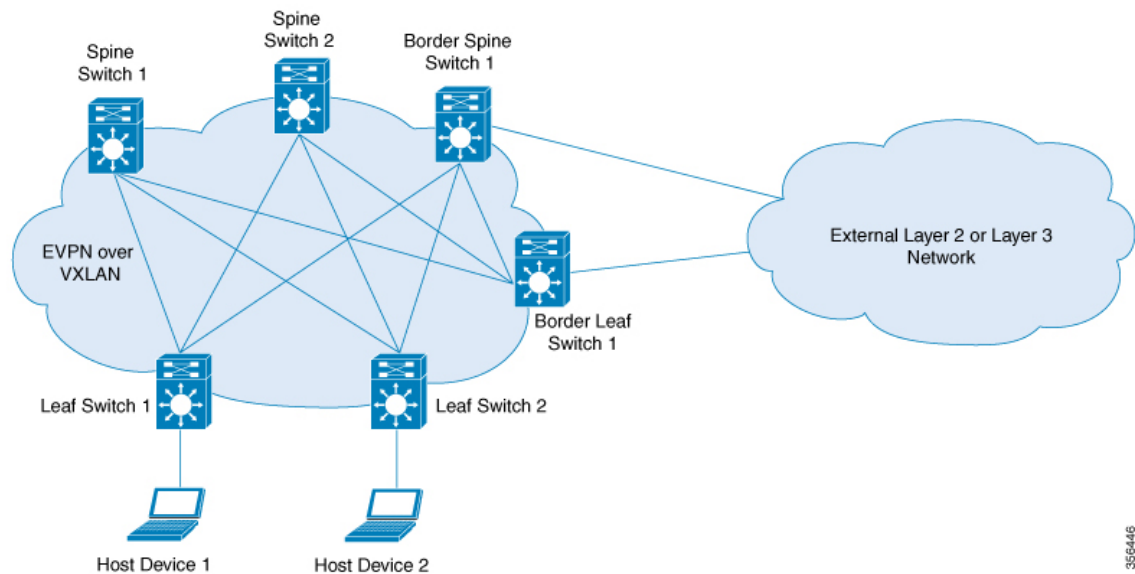 Spine
Switch 1
Spine
Switch 2
Border Spine
Switch 1
EVPN over
VXLAN
External Layer 2 or Layer 3
Network
Border Leaf
Switch 1
Leaf Switch 1
Leaf Switch 2
Host Device 1
Host Device 2
356446